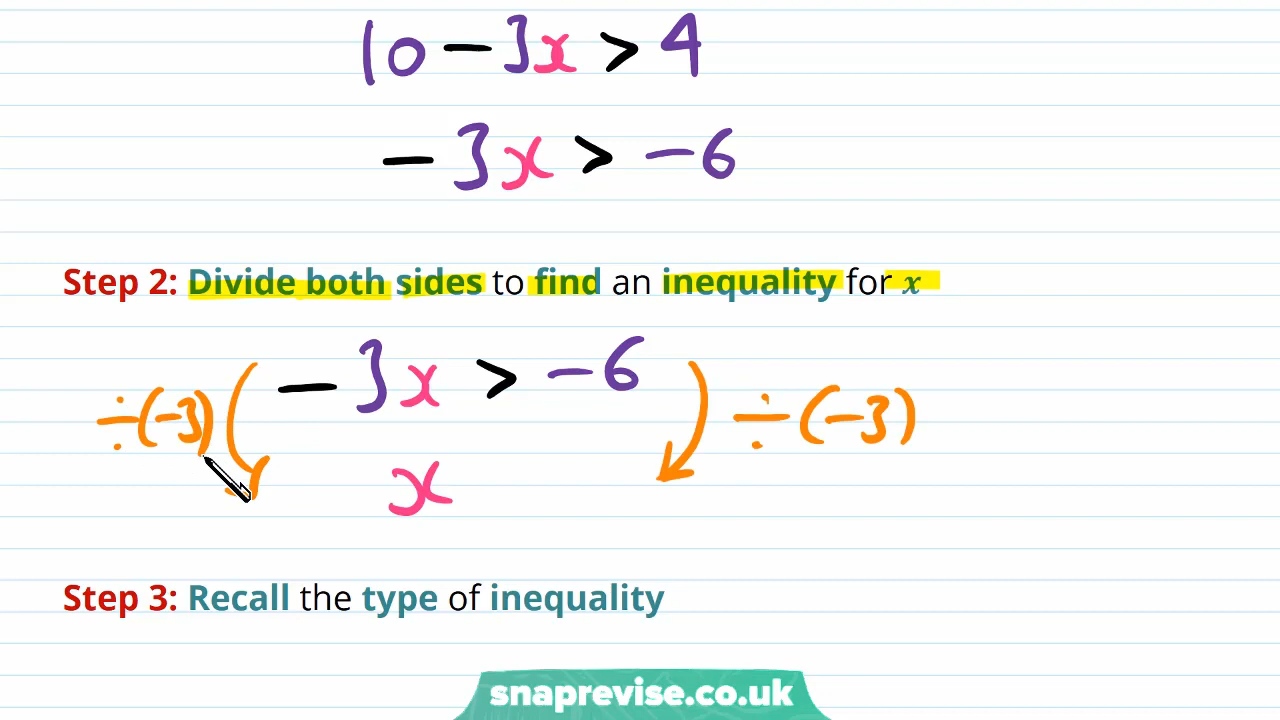 10 - 3x > 4
- 3x > - 6
Step 2: Divide both sides to find an inequality for x
- 3x > - 6
÷(-3) ÷(-3)
x
Step 3: Recall the type of inequality
snaprevise.co.uk